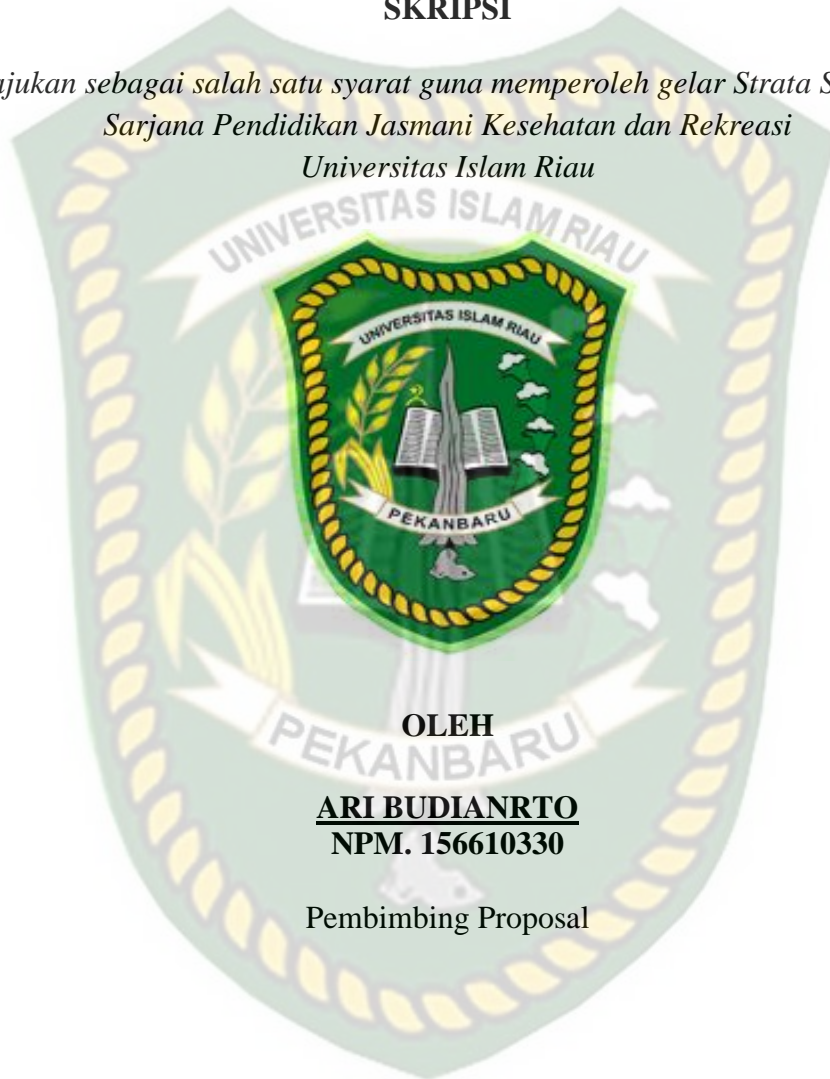 SKRIPSI
ajukan sebagai salah satu syarat guna memperoleh gelar Strata S
Sarjana Pendidikan Jasmani Kesehatan dan Rekreasi
Universitas Islam Riau
UNIVERSITAS ISLAM RIAU
UNIVERSITAS ISLAM RIAU
PEKANBARU
OLEH
PEKANBARU
ARI BUDIANRTO
NPM. 156610330
Pembimbing Proposal